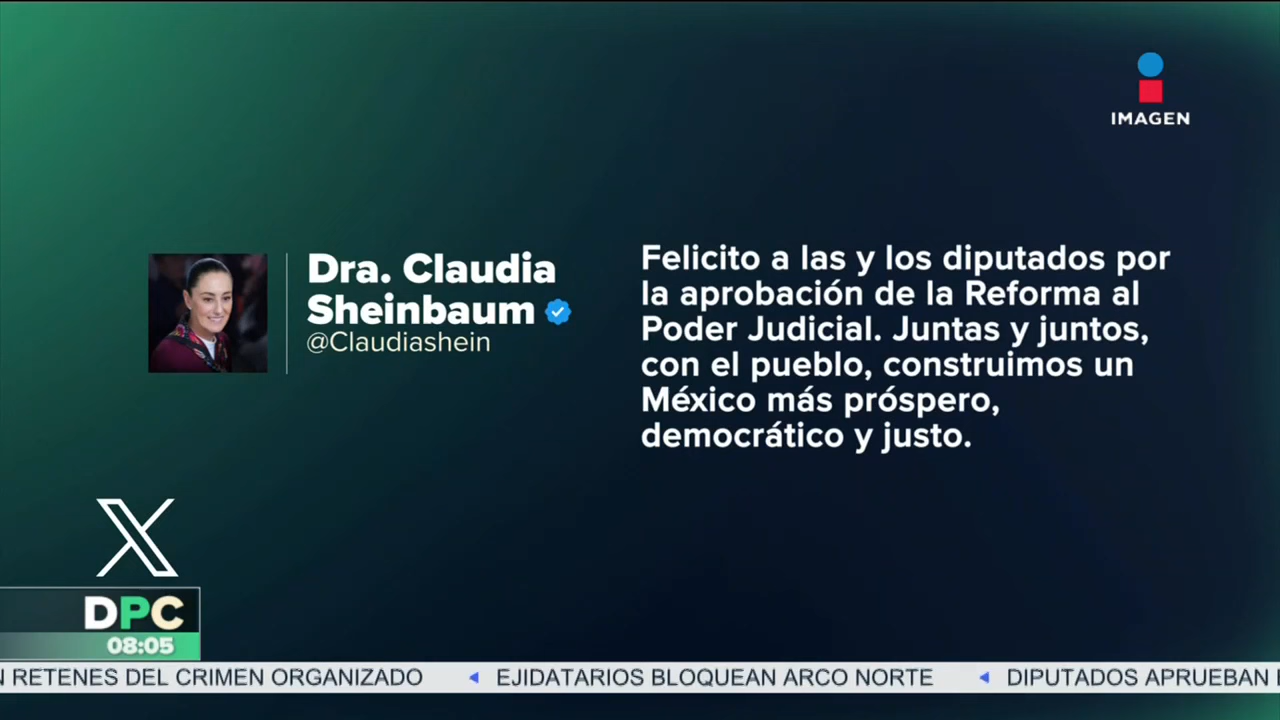 IMAGEN
Dra. Claudia
Sheinbaum
@Claudiashein
Felicito a las y los diputados por
la aprobación de la Reforma al
Poder Judicial. Juntas y juntos,
con el pueblo, construimos un
México más próspero,
democrático y justo.
X
DPC
08:05
N RETENES DEL CRIMEN ORGANIZADO EJIDATARIOS BLOQUEAN ARCO NORTE DIPUTADOS APRUEBAN